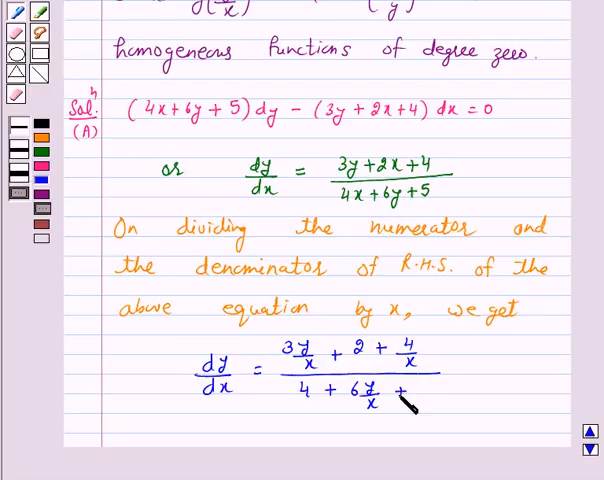 g(y/x) (x/y)
homogeneous functions of degree zero.
Solⁿ (4x+6y+5) dy - (3y+2x+4) dx = 0
(A)
or dy/dx = (3y+2x+4)/(4x+6y+5)
On dividing the numerator and
the denominator of R.H.S. of the
above equation by x, we get
dy/dx = (3y/x + 2 + 4/x)/(4 + 6y/x +